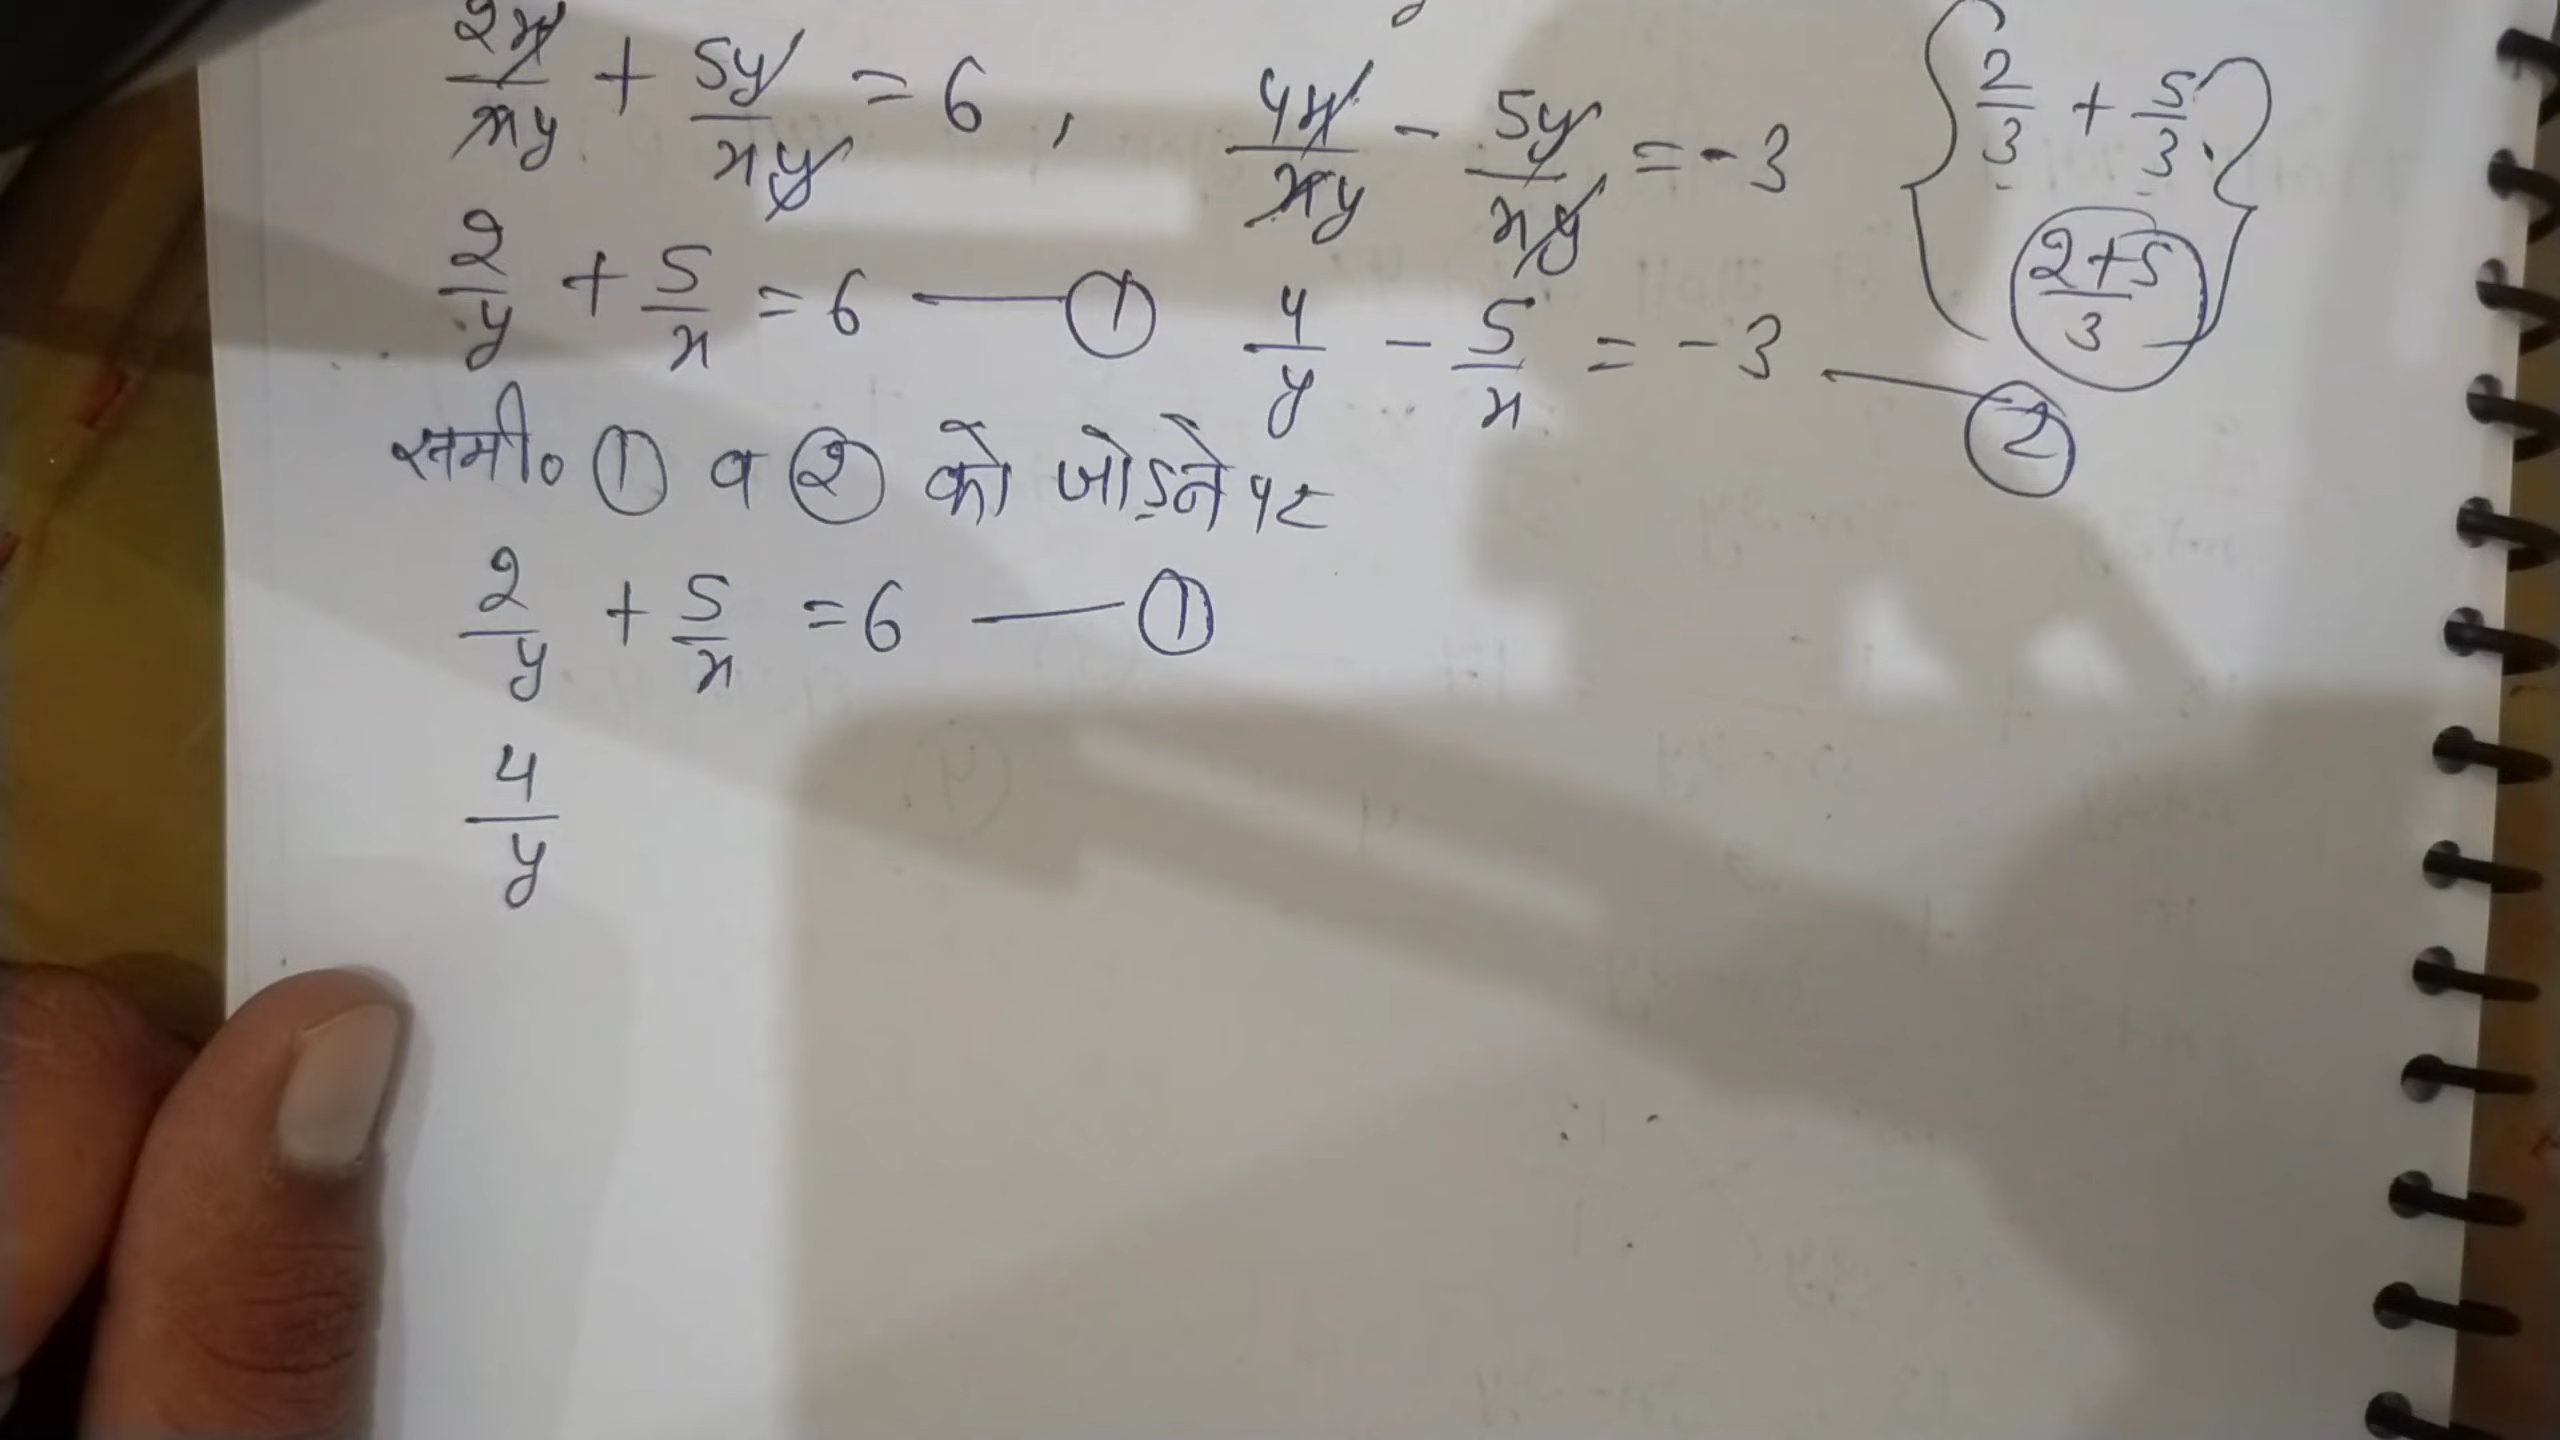 2x/xy + 5y/xy = 6 , 4x/xy - 5y/xy = -3 { 2/3 + 5/3 }
2/y + 5/x = 6 — ① 4/y - 5/x = -3 — ② (2+5)/3
समी० ① व ② को जोडने पर
2/y + 5/x = 6 — ①
4/y